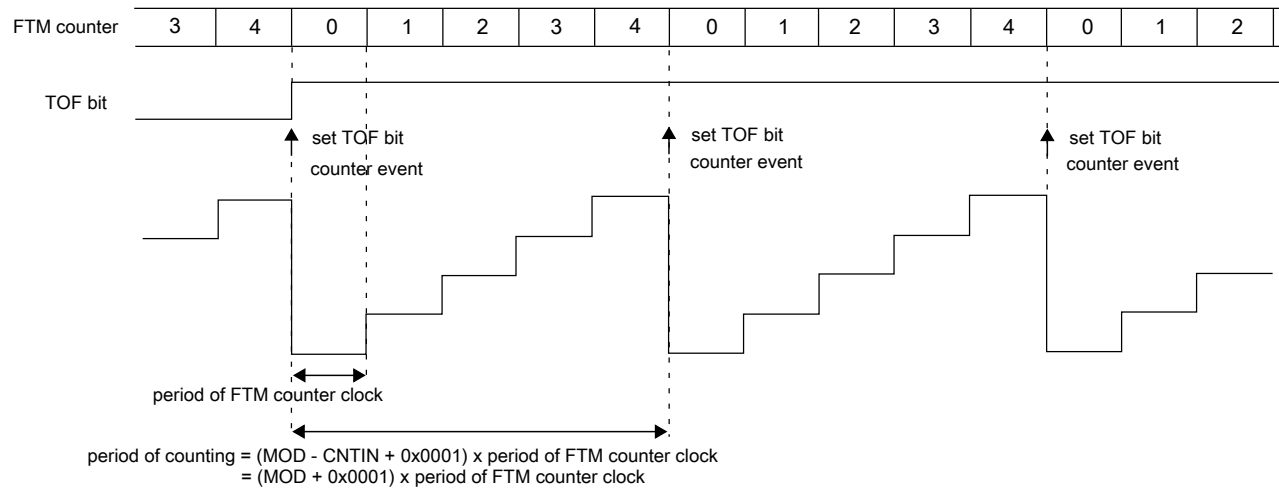 FTM counter 3 4 0 1 2 3 4 0 1 2 3 4 0 1 2
TOF bit
set TOF bit
counter event
set TOF bit
counter event
set TOF bit
counter event
period of FTM counter clock
period of counting = (MOD - CNTIN + 0x0001) x period of FTM counter clock
= (MOD + 0x0001) x period of FTM counter clock